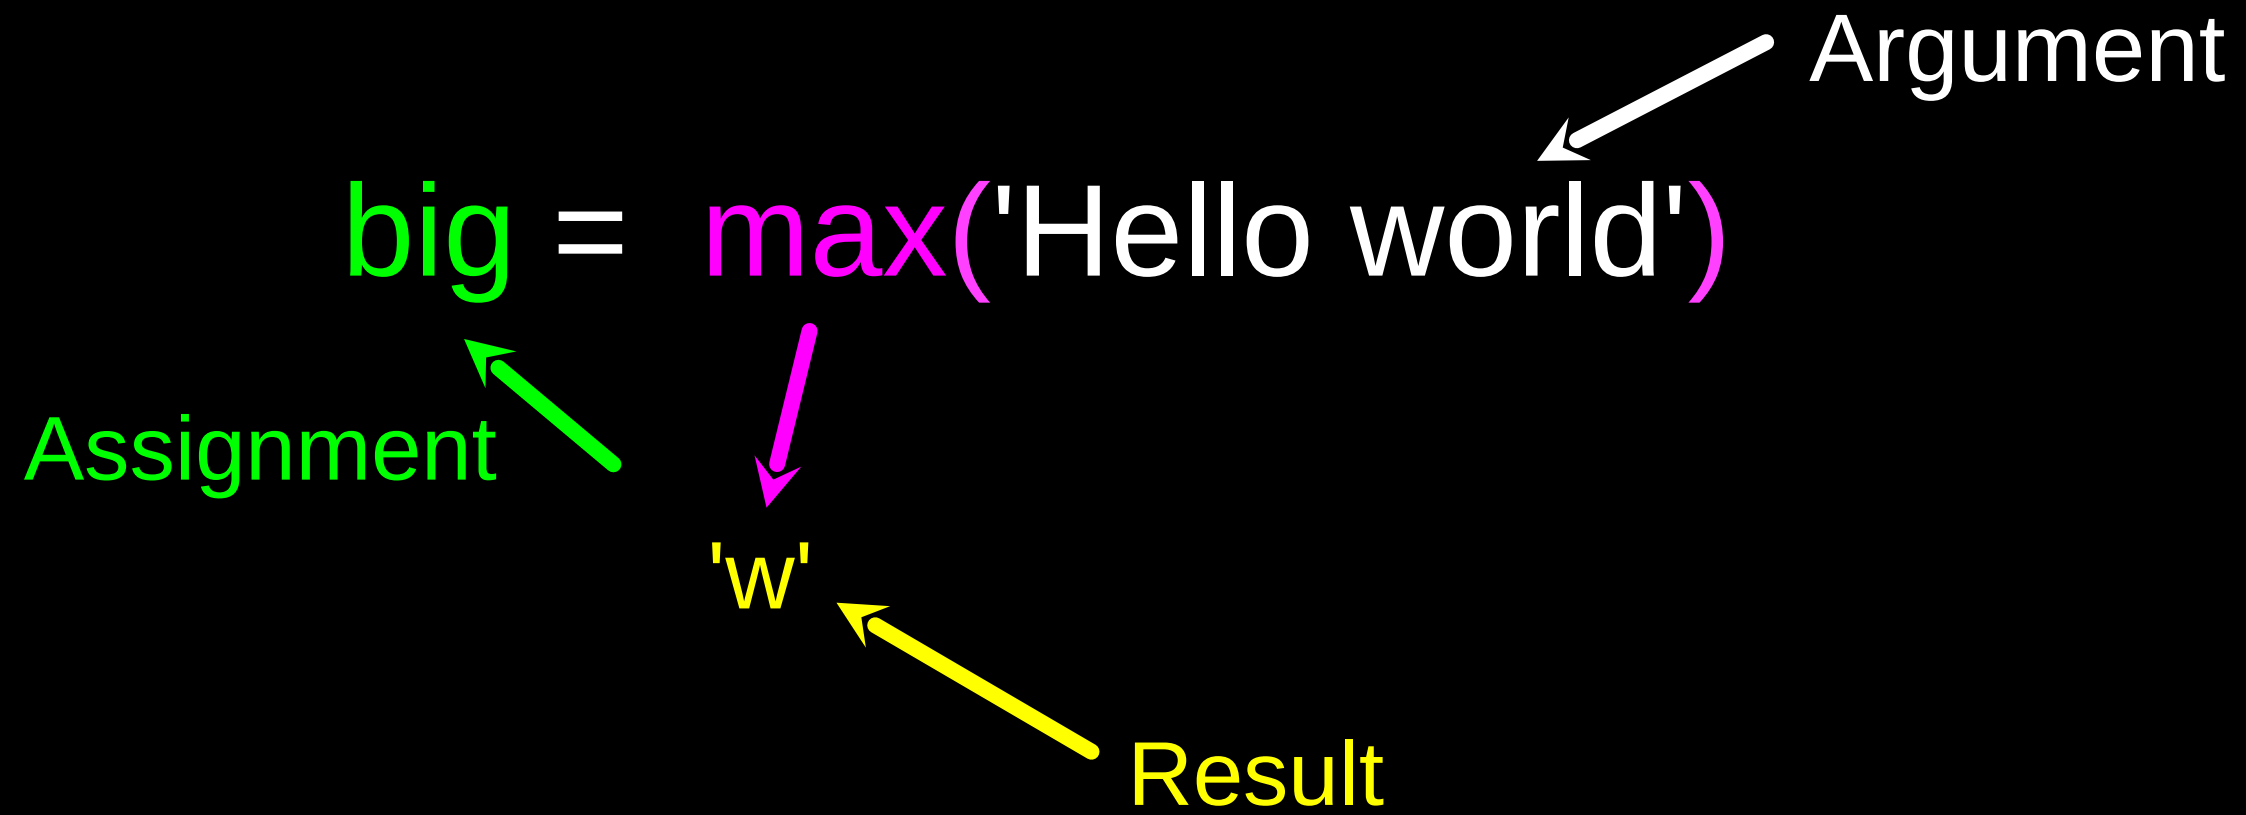 Argument
big = max('Hello world')
Assignment
'w'
Result